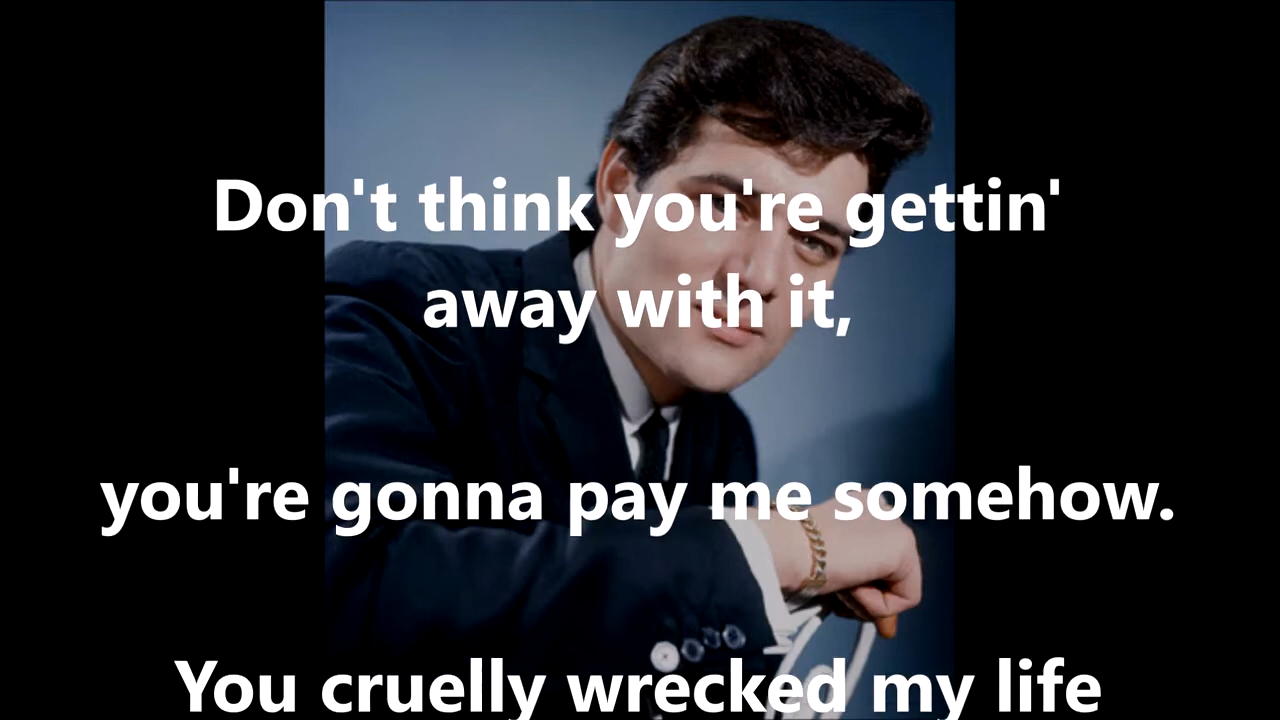 Don't think you're gettin'
away with it,
you're gonna pay me somehow.
You cruelly wrecked my life